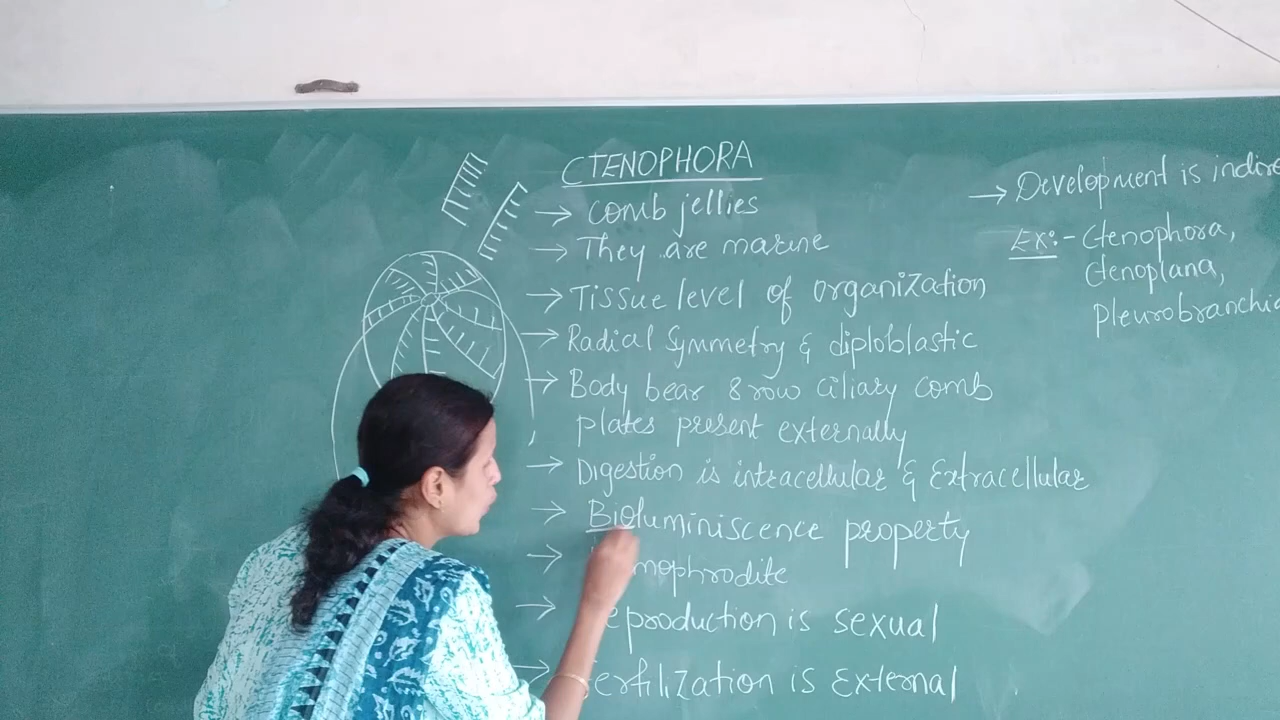 CTENOPHORA
→ comb jellies
→ They are marine
→ Tissue level of organization
→ Radial Symmetry & diploblastic
→ Body bear 8 row ciliary comb
plates present externally
→ Digestion is intracellular & Extracellular
→ Bioluminiscence property
→ mophrodite
→ eproduction is sexual
→ Fertilization is External
→ Development is indire
Ex:- Ctenophora,
Ctenoplana,
Pleurobranchia